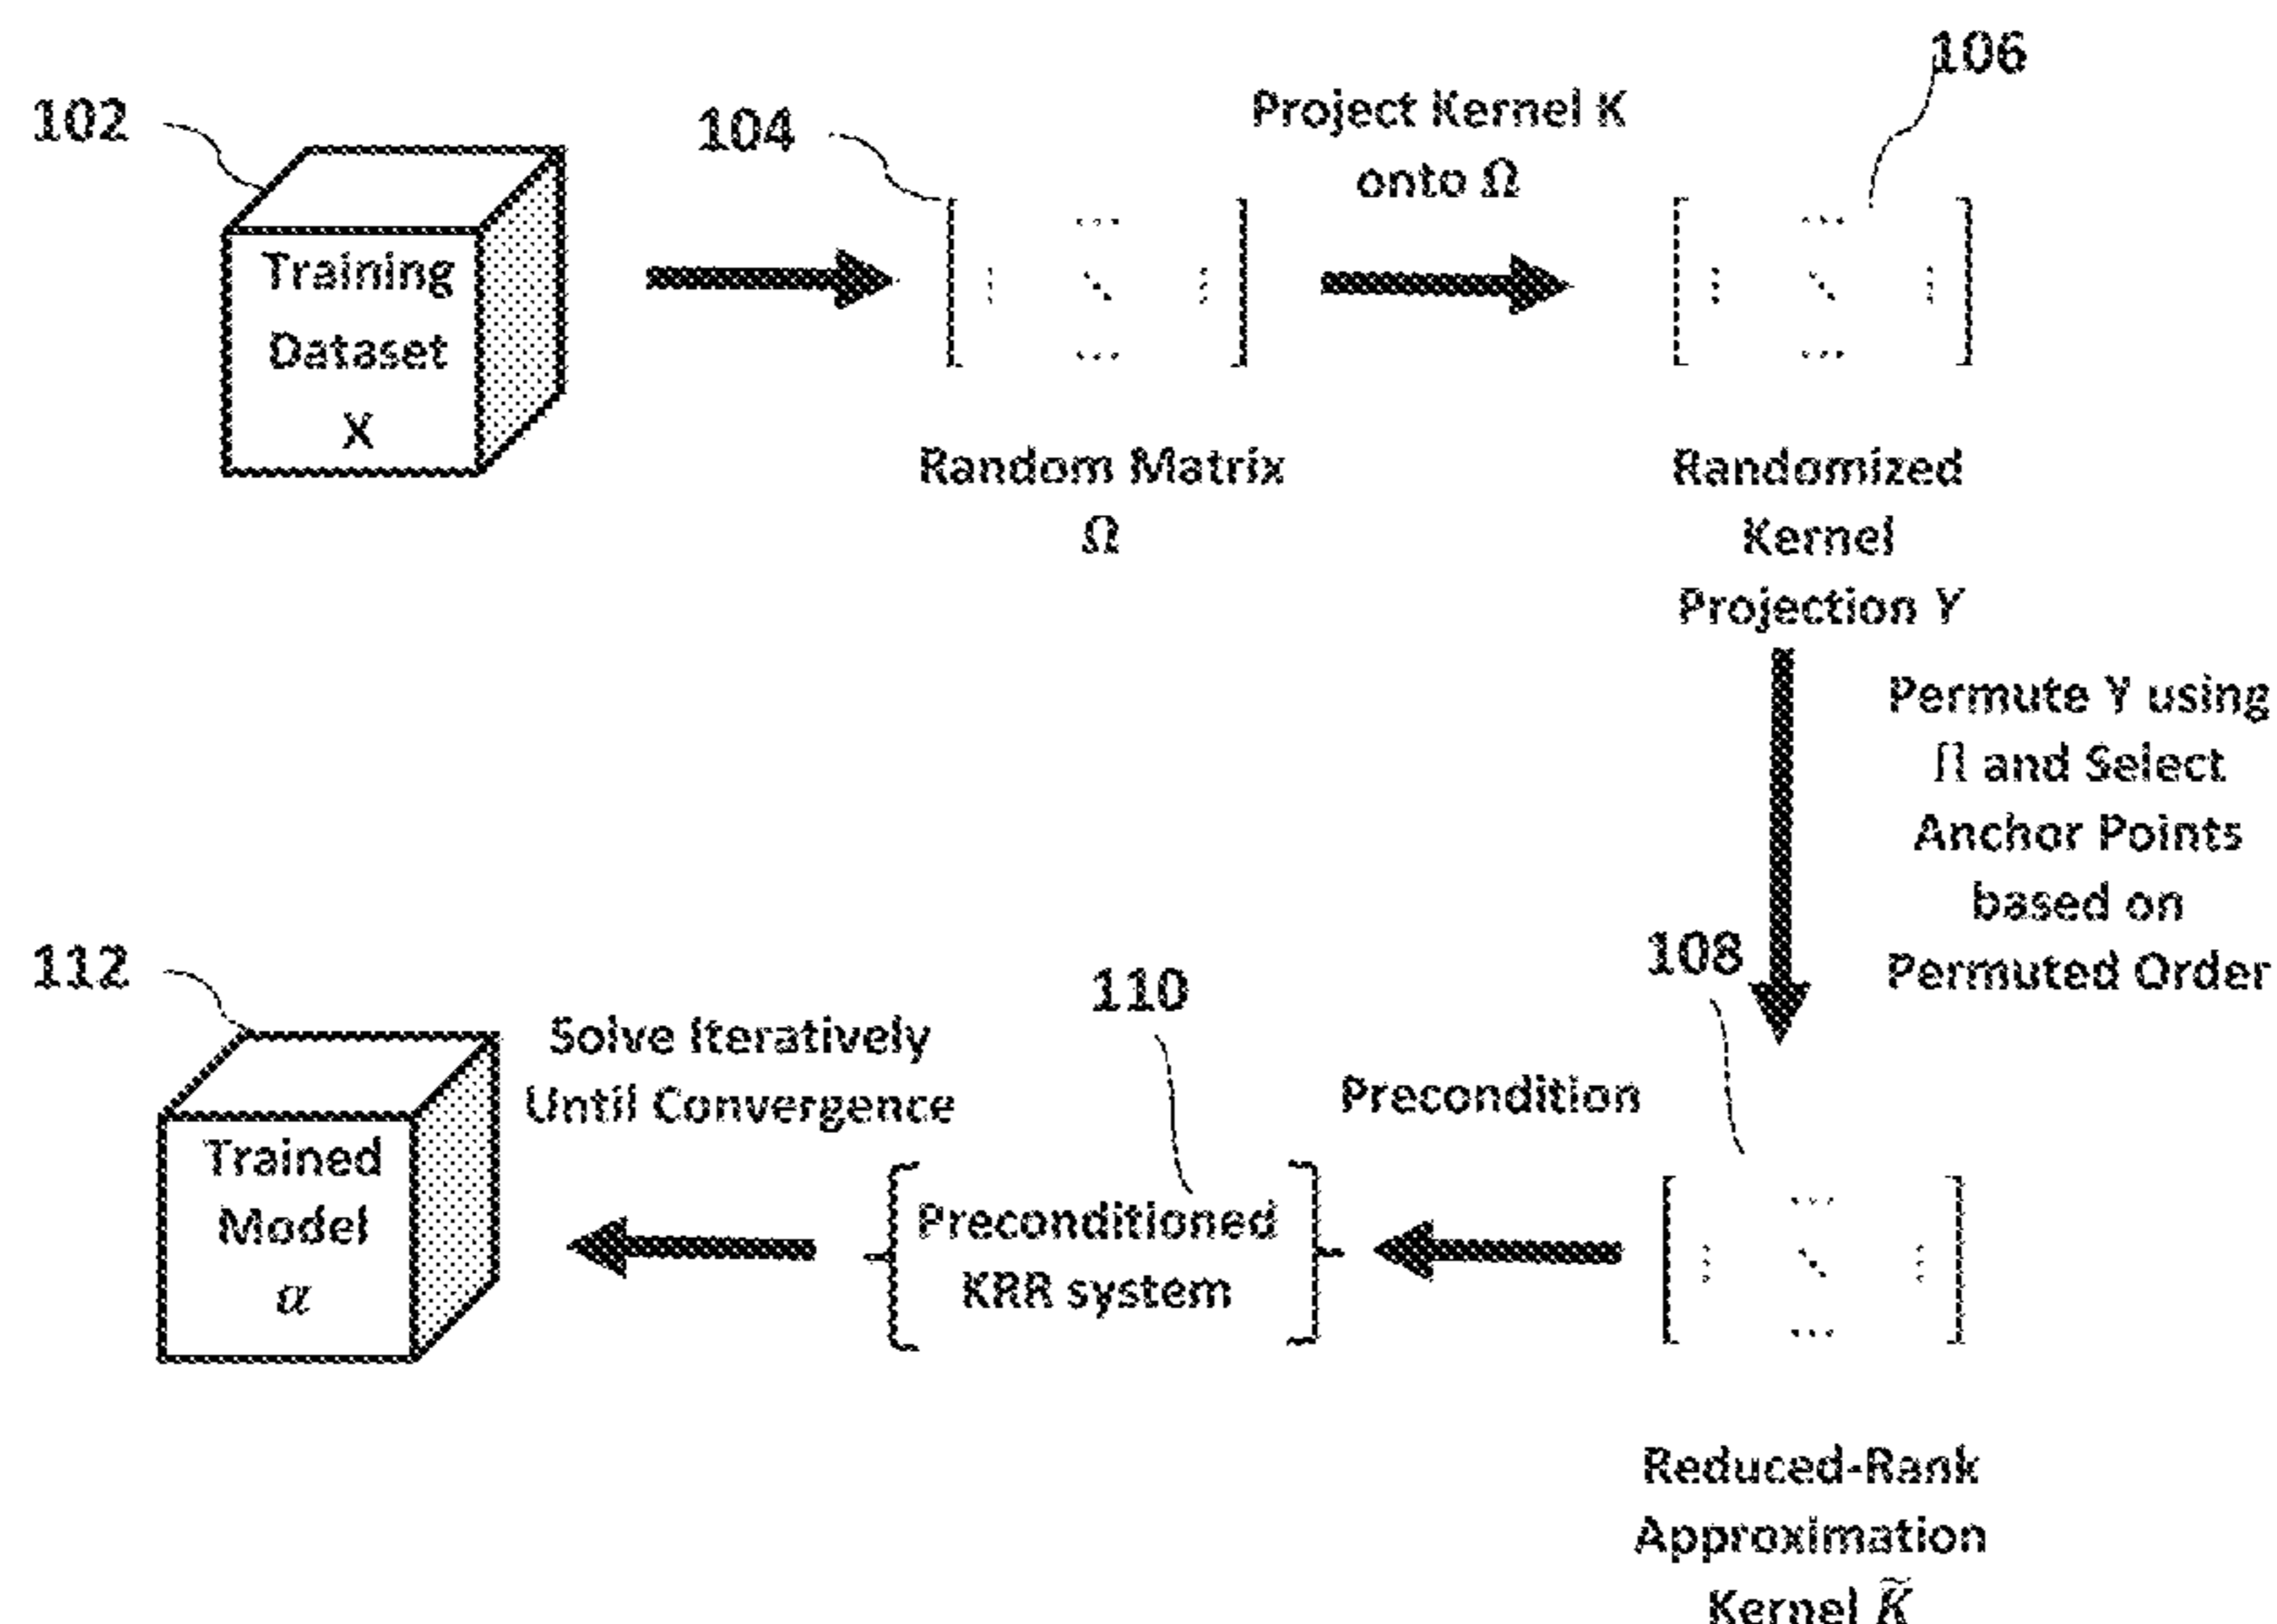 106
102
104
Project Kernel K
onto Ω
Training
Dataset
X
Random Matrix
Ω
Randomized
Kernel
Projection Y
Permute Y using
Π and Select
Anchor Points
based on
Permuted Order
108
112
110
Solve Iteratively
Until Convergence
Precondition
Trained
Model
α
Preconditioned
KRR system
Reduced-Rank
Approximation
Kernel K̃